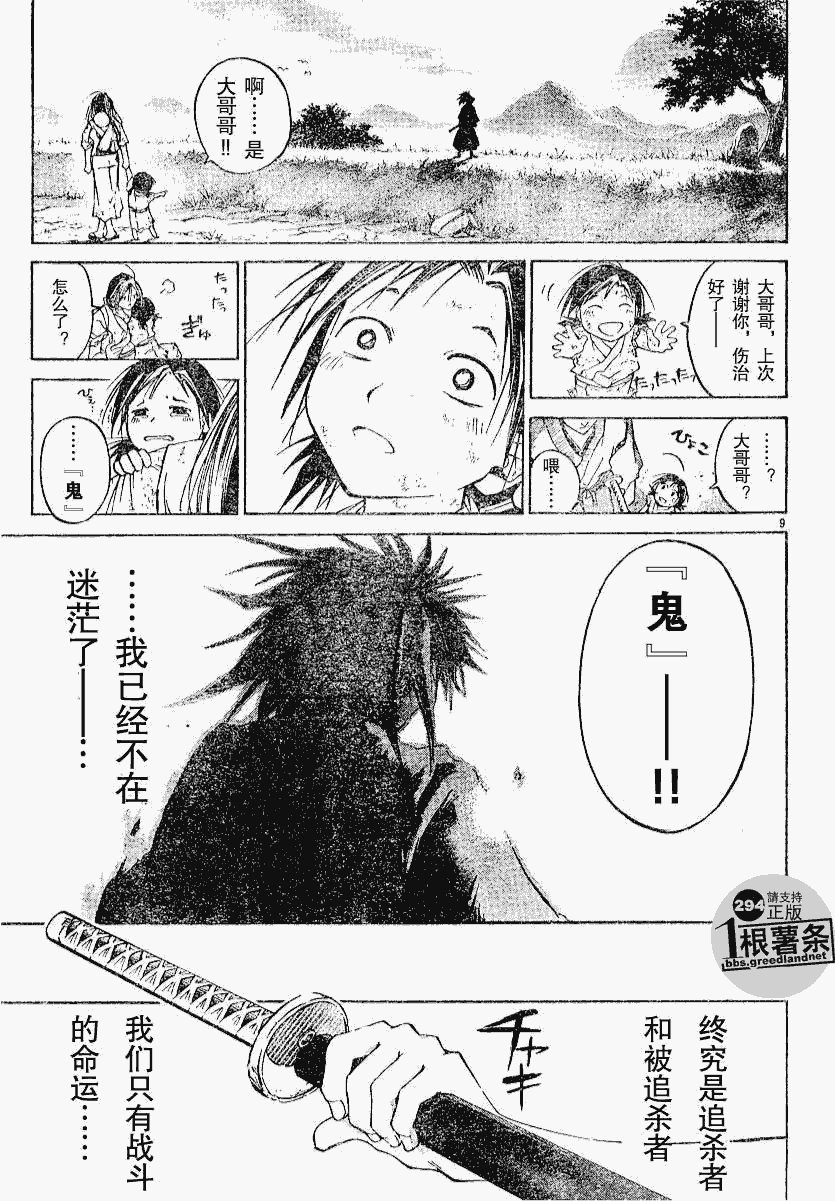 啊……是
大哥哥!!
大哥哥，上次
谢谢你，伤治
好了——
たったったっ
……？
大哥哥？
喂……
ぴょこ
たったっ
ぎゅ
怎么了？
……『鬼』
9
『鬼』——!!
……我已经不在
迷茫了——…
294
請支持
正版
1根薯条
bbs.greedland.net
终究是追杀者
和被追杀者
チャキ
我们只有战斗
的命运……